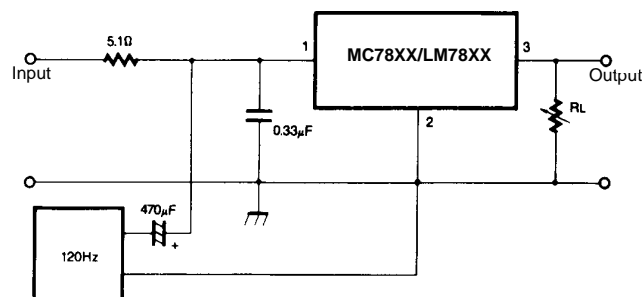 5.1Ω
Input
1
MC78XX/LM78XX
3
Output
0.33μF
2
RL
470μF
+
120Hz